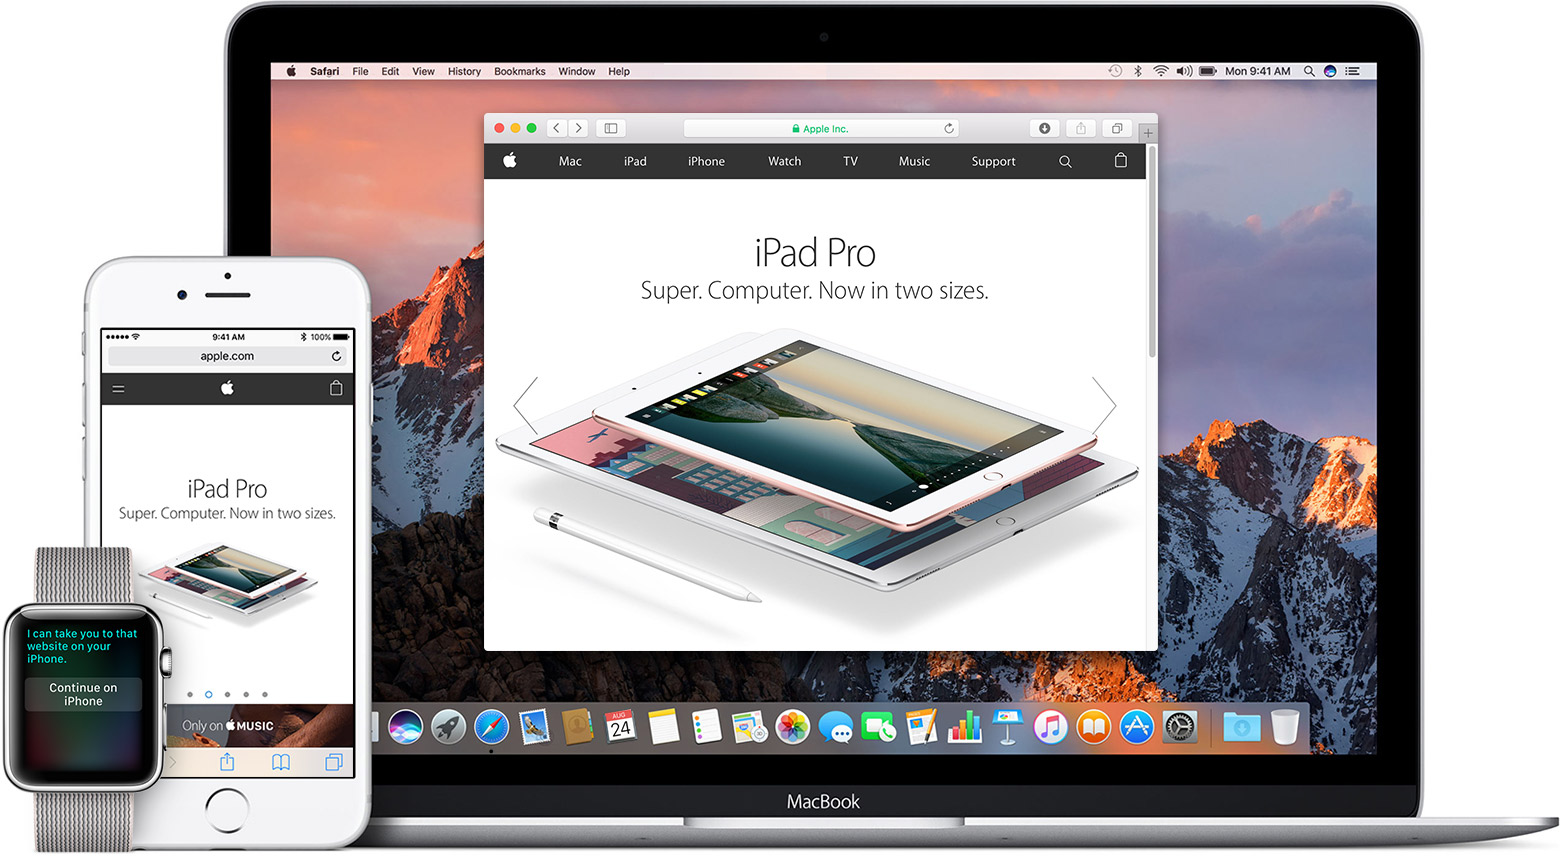 Safari File Edit View History Bookmarks Window Help
Mon 9:41 AM
Apple Inc.
Mac iPad iPhone Watch TV Music Support
iPad Pro
Super. Computer. Now in two sizes.
9:41 AM 100%
apple.com
iPad Pro
Super. Computer. Now in two sizes.
Only on MUSIC
I can take you to that
website on your
iPhone.
Continue on
iPhone
AUG
24
MacBook